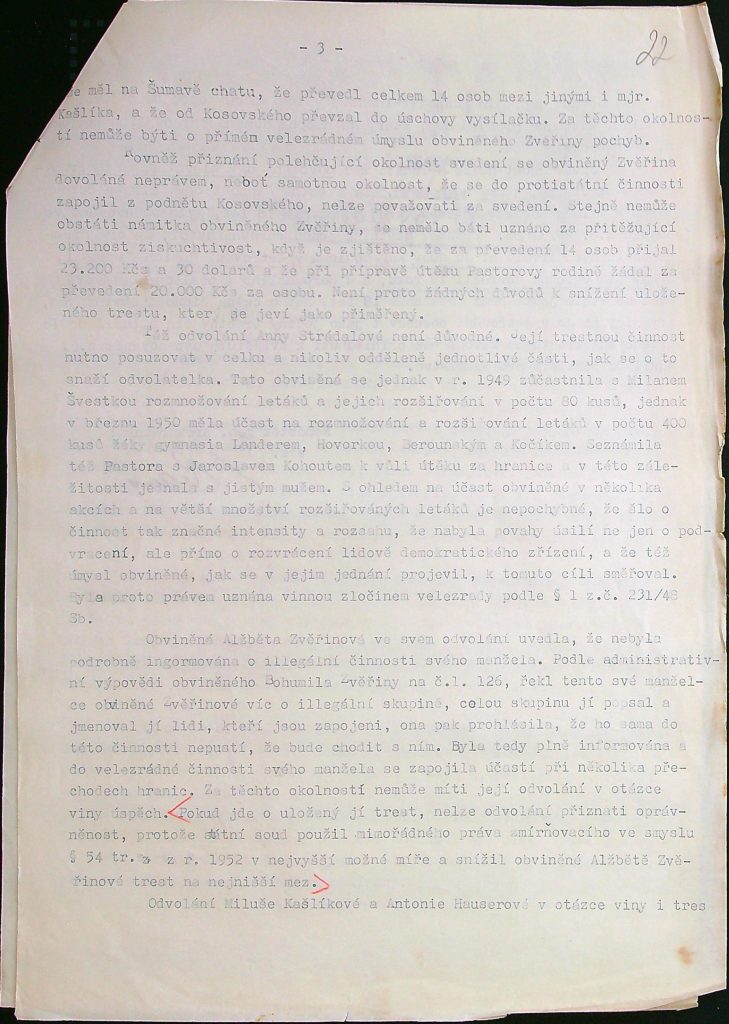 - 3 -
22
že měl na Šumavě chatu, že převedl celkem 14 osob mezi jinými i mjr.
Kašlíka, a že od Kosovského převzal do úschovy vysílačku. Za těchto okolnos-
tí nemůže býti o přímém velezrádném úmyslu obviněného Zvěřiny pochyb.
Rovněž přiznání polehčující okolnost svedení se obviněný Zvěřina
dovolává neprávem, neboť samotnou okolnost, že se do protistátní činnosti
zapojil z podnětu Kosovského, nelze považovati za svedení. Stejně nemůže
obstáti námitka obviněného Zvěřiny, že nemělo býti uznáno za přitěžující
okolnost ziskuchtivost, když je zjištěno, že za převedení 14 osob přijal
23.200 Kčs a 30 dolarů a že při přípravě útěku Pastorovy rodině žádal za
převedení 20.000 Kčs za osobu. Není proto žádných důvodů k snížení ulože-
ného trestu, který se jeví jako přiměřený.
Též odvolání Anny Strádalové není důvodné. Její trestnou činnost
nutno posuzovat v celku a nikoliv odděleně jednotlivé části, jak se o to
snaží odvolatelka. Tato obviněná se jednak v r. 1949 zúčastnila s Milanem
Švestkou rozmnožování letáků a jejich rozšiřování v počtu 80 kusů, jednak
v březnu 1950 měla účast na rozmnožování a rozšiřování letáků v počtu 400
kusů žáky gymnasia Landerem, Hovorkou, Berounským a Kočíkem. Seznámila
též Pastora s Jaroslavem Kohoutem k vůli útěku za hranice a v této zále-
žitosti jednala s jistým mužem. S ohledem na účast obviněné v několika
akcích a na větší množství rozšiřovaných letáků je nepochybné, že šlo o
činnost tak značné intensity a rozsahu, že nabyla povahy úsilí ne jen o pod-
vracení, ale přímo o rozvrácení lidově demokratického zřízení, a že též
úmysl obviněné, jak se v jejím jednání projevil, k tomuto cíli směřoval.
Byla proto právem uznána vinnou zločinem velezrady podle § 1 z.č. 231/48
Sb.
Obviněná Alžběta Zvěřinová ve svem odvolání uvedla, že nebyla
podrobně ingormována o illegální činnosti svého manžela. Podle administrativ-
ní výpovědi obviněného Bohumila Zvěřiny na č.l. 126, řekl tento své manžel-
ce obviněné Zvěřinové víc o illegální skupině, celou skupinu jí popsal a
jmenoval jí lidi, kteří jsou zapojeni, ona pak prohlásila, že ho sama do
této činnosti nepustí, že bude chodit s ním. Byla tedy plně informována a
do velezrádné činnosti svého manžela se zapojila účastí při několika pře-
chodech hranic. Za těchto okolností nemůže míti její odvolání v otázce
viny úspěch. Pokud jde o uložený jí trest, nelze odvolání přiznati opráv-
něnost, protože státní soud použil mimořádného práva zmírňovacího ve smyslu
§ 54 tr.z z r. 1952 v nejvyšší možné míře a snížil obviněné Alžbětě Zvě-
řinové trest na nejnišší mez.
Odvolání Miluše Kašlíkové a Antonie Hauserové v otázce viny i tres